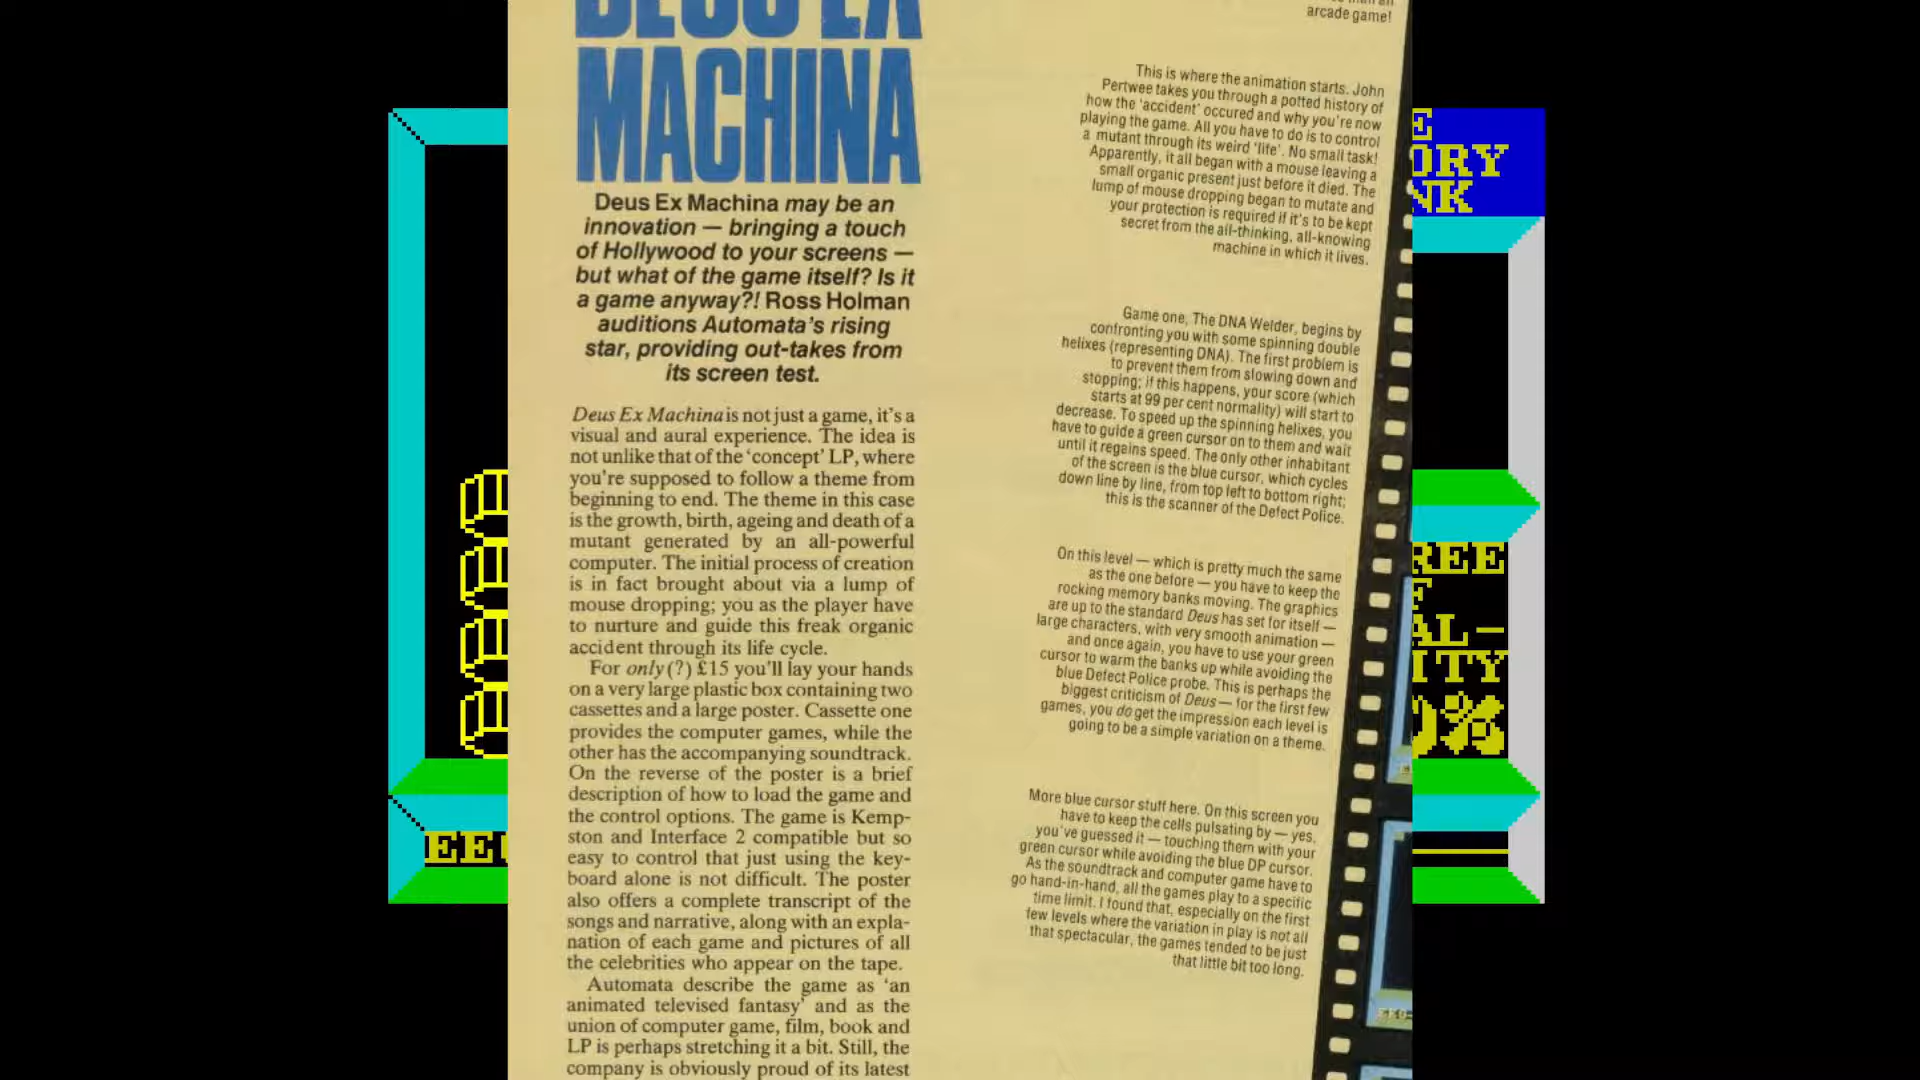 DEUS EX
MACHINA
Deus Ex Machina may be an
innovation — bringing a touch
of Hollywood to your screens —
but what of the game itself? Is it
a game anyway?! Ross Holman
auditions Automata's rising
star, providing out-takes from
its screen test.
Deus Ex Machina is not just a game, it's a
visual and aural experience. The idea is
not unlike that of the 'concept' LP, where
you're supposed to follow a theme from
beginning to end. The theme in this case
is the growth, birth, ageing and death of a
mutant generated by an all-powerful
computer. The initial process of creation
is in fact brought about via a lump of
mouse dropping; you as the player have
to nurture and guide this freak organic
accident through its life cycle.
For only (?) £15 you'll lay your hands
on a very large plastic box containing two
cassettes and a large poster. Cassette one
provides the computer games, while the
other has the accompanying soundtrack.
On the reverse of the poster is a brief
description of how to load the game and
the control options. The game is Kemp-
ston and Interface 2 compatible but so
easy to control that just using the key-
board alone is not difficult. The poster
also offers a complete transcript of the
songs and narrative, along with an expla-
nation of each game and pictures of all
the celebrities who appear on the tape.
Automata describe the game as 'an
animated televised fantasy' and as the
union of computer game, film, book and
LP is perhaps stretching it a bit. Still, the
company is obviously proud of its latest
arcade game!
This is where the animation starts. John
Pertwee takes you through a potted history of
how the 'accident' occured and why you're now
playing the game. All you have to do is to control
a mutant through its weird 'life'. No small task!
Apparently, it all began with a mouse leaving a
small organic present just before it died. The
lump of mouse dropping began to mutate and
your protection is required if it's to be kept
secret from the all-thinking, all-knowing
machine in which it lives.
Game one, The DNA Welder, begins by
confronting you with some spinning double
helixes (representing DNA). The first problem is
to prevent them from slowing down and
stopping; if this happens, your score (which
starts at 99 per cent normality) will start to
decrease. To speed up the spinning helixes, you
have to guide a green cursor on to them and wait
until it regains speed. The only other inhabitant
of the screen is the blue cursor, which cycles
down line by line, from top left to bottom right;
this is the scanner of the Defect Police.
On this level — which is pretty much the same
as the one before — you have to keep the
rocking memory banks moving. The graphics
are up to the standard Deus has set for itself —
large characters, with very smooth animation —
and once again, you have to use your green
cursor to warm the banks up while avoiding the
blue Defect Police probe. This is perhaps the
biggest criticism of Deus — for the first few
games, you do get the impression each level is
going to be a simple variation on a theme.
More blue cursor stuff here. On this screen you
have to keep the cells pulsating by — yes,
you've guessed it — touching them with your
green cursor while avoiding the blue DP cursor.
As the soundtrack and computer game have to
go hand-in-hand, all the games play to a specific
time limit. I found that, especially on the first
few levels where the variation in play is not all
that spectacular, the games tended to be just
that little bit too long.
E
ORY
NK
REE
F
AL-
ITY
0%
EE